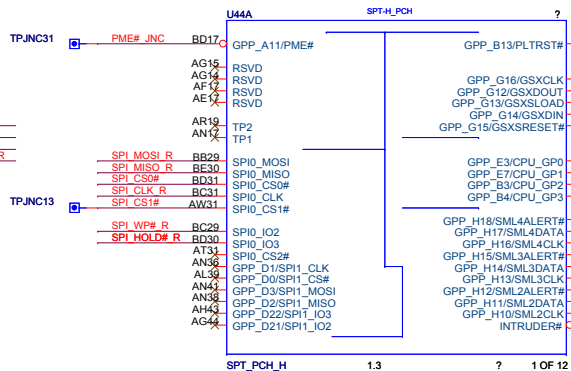 U44A SPT-H_PCH ?
TPJNC31 PME#_JNC BD17 GPP_A11/PME# GPP_B13/PLTRST#
AG15 RSVD
AG14 RSVD GPP_G16/GSXCLK
AF17 RSVD GPP_G12/GSXDOUT
AE17 RSVD GPP_G13/GSXSLOAD
GPP_G14/GSXDIN
AR19 TP2 GPP_G15/GSXSRESET#
AN17 TP1
R SPI_MOSI_R BB29 SPI0_MOSI GPP_E3/CPU_GP0
SPI_MISO_R BE30 SPI0_MISO GPP_E7/CPU_GP1
SPI_CS0# BD31 SPI0_CS0# GPP_B3/CPU_GP2
SPI_CLK_R BC31 SPI0_CLK GPP_B4/CPU_GP3
TPJNC13 SPI_CS1# AW31 SPI0_CS1#
GPP_H18/SML4ALERT#
SPI_WP#_R BC29 SPI0_IO2 GPP_H17/SML4DATA
SPI_HOLD#_R BD30 SPI0_IO3 GPP_H16/SML4CLK
AT31 SPI0_CS2# GPP_H15/SML3ALERT#
AN36 GPP_D1/SPI1_CLK GPP_H14/SML3DATA
AL39 GPP_D0/SPI1_CS# GPP_H13/SML3CLK
AN41 GPP_D3/SPI1_MOSI GPP_H12/SML2ALERT#
AN38 GPP_D2/SPI1_MISO GPP_H11/SML2DATA
AH43 GPP_D22/SPI1_IO3 GPP_H10/SML2CLK
AG44 GPP_D21/SPI1_IO2 INTRUDER#
SPT_PCH_H 1.3 ? 1 OF 12